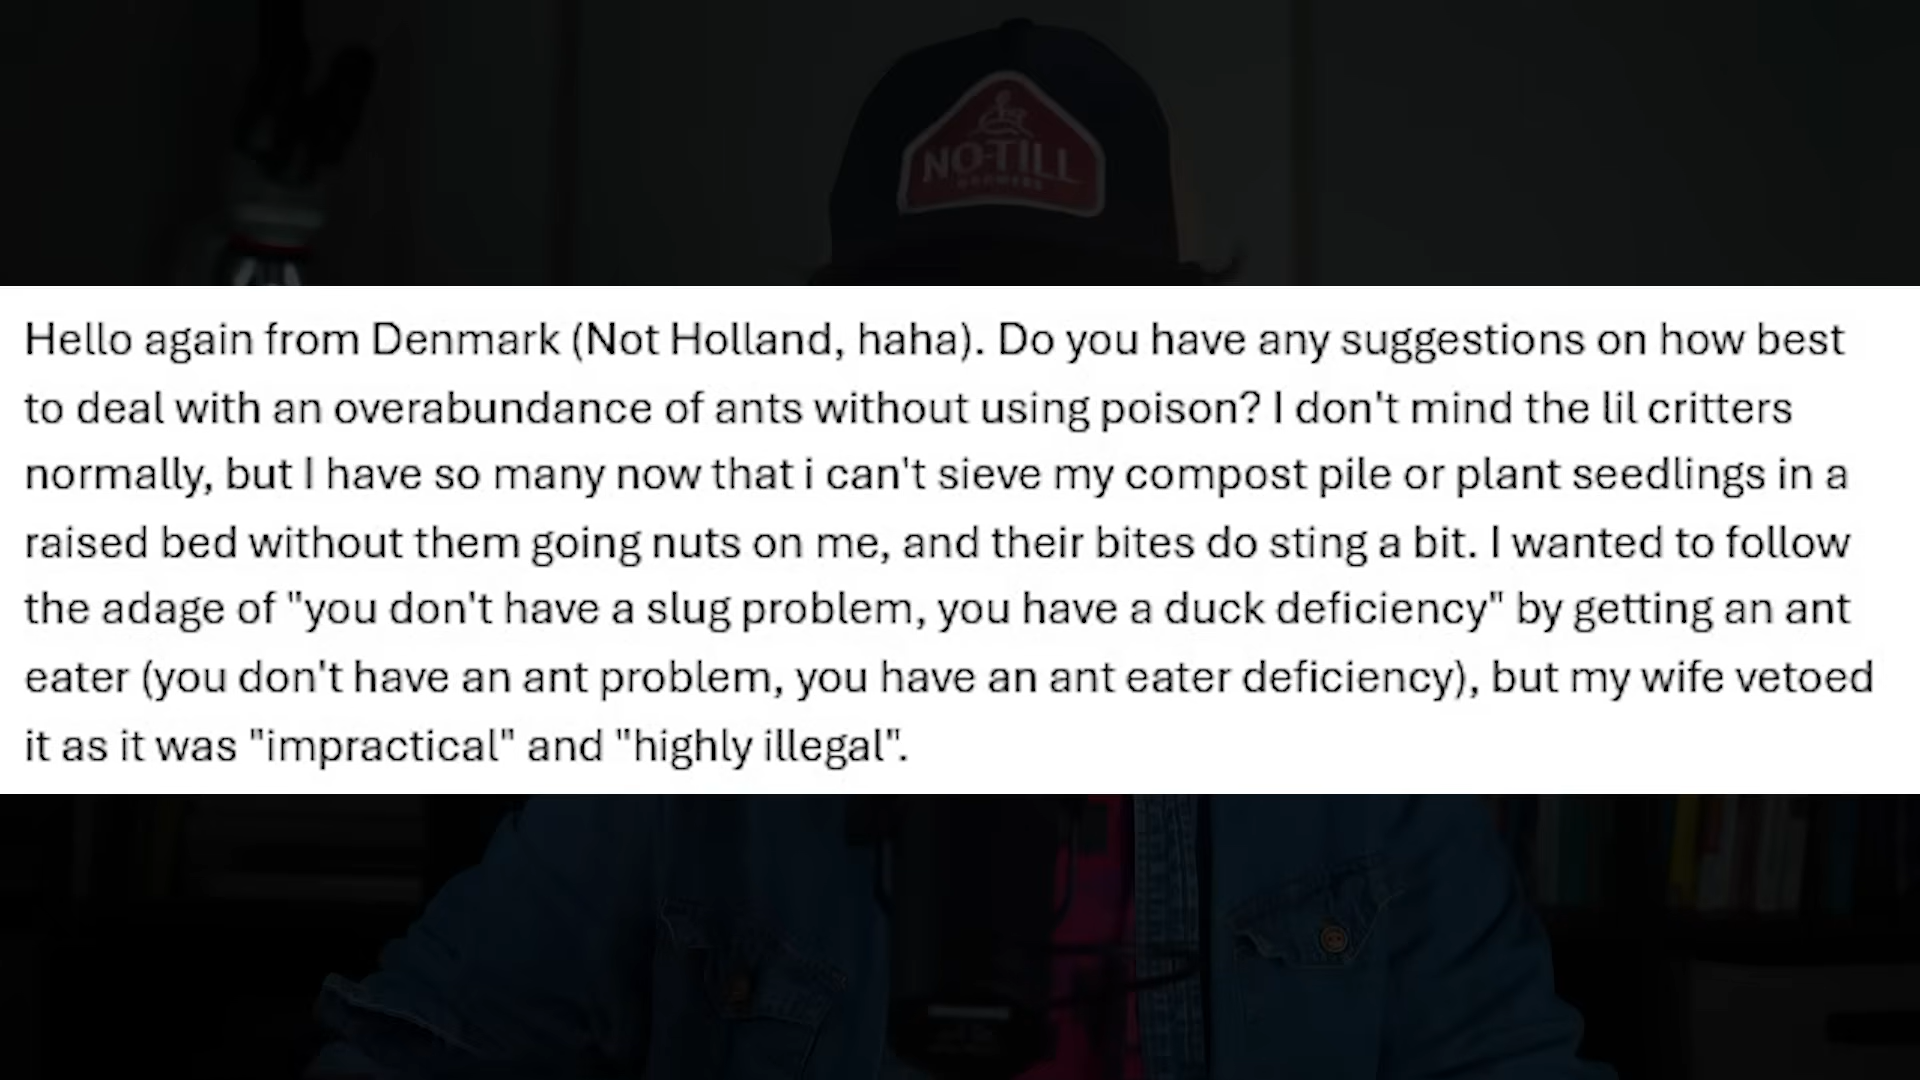 NO-TILL
GROWERS
Hello again from Denmark (Not Holland, haha). Do you have any suggestions on how best
to deal with an overabundance of ants without using poison? I don't mind the lil critters
normally, but I have so many now that i can't sieve my compost pile or plant seedlings in a
raised bed without them going nuts on me, and their bites do sting a bit. I wanted to follow
the adage of "you don't have a slug problem, you have a duck deficiency" by getting an ant
eater (you don't have an ant problem, you have an ant eater deficiency), but my wife vetoed
it as it was "impractical" and "highly illegal".